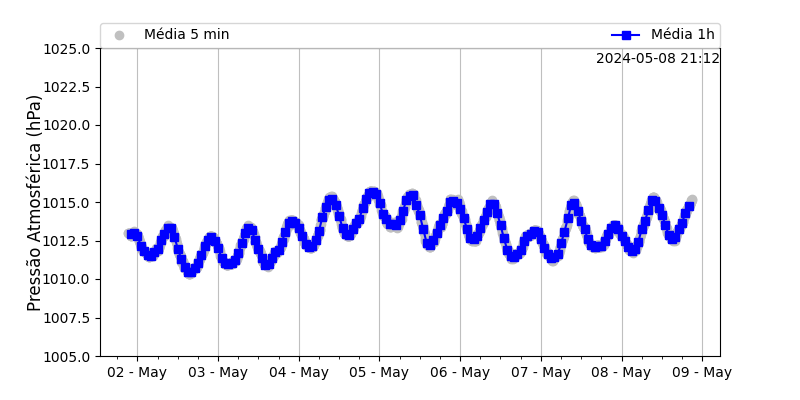 Média 5 min
Média 1h
2024-05-08 21:12
Pressão Atmosférica (hPa)
1025.0
1022.5
1020.0
1017.5
1015.0
1012.5
1010.0
1007.5
1005.0
02 - May
03 - May
04 - May
05 - May
06 - May
07 - May
08 - May
09 - May